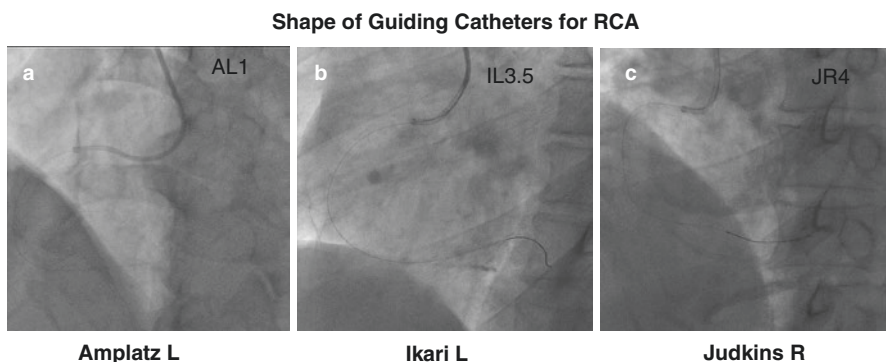 Shape of Guiding Catheters for RCA
a
AL1
b
IL3.5
c
JR4
Amplatz L
Ikari L
Judkins R